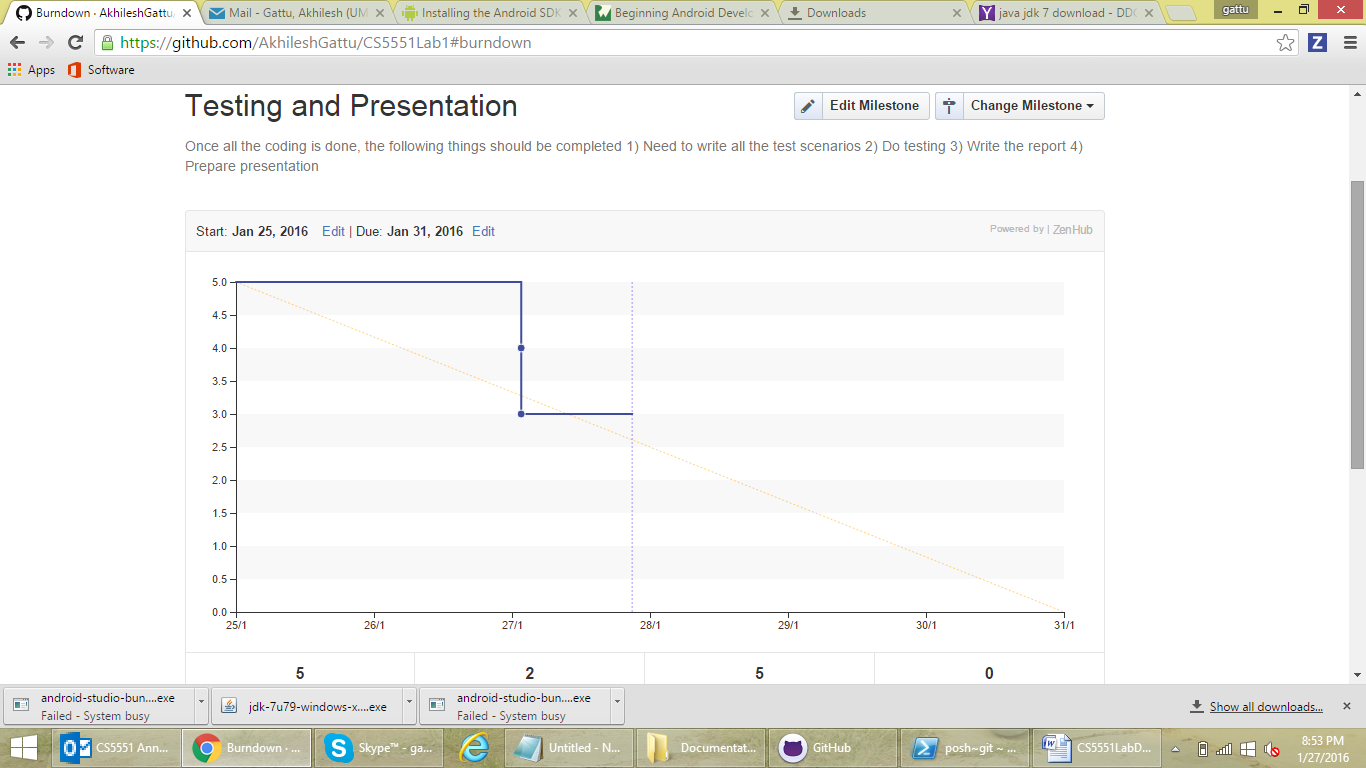 Burndown - AkhileshGattu/ Mail - Gattu, Akhilesh (UM Installing the Android SDK Beginning Android Develo Downloads java jdk 7 download - DDG gattu
https://github.com/AkhileshGattu/CS5551Lab1#burndown
Apps Software
Testing and Presentation Edit Milestone Change Milestone
Once all the coding is done, the following things should be completed 1) Need to write all the test scenarios 2) Do testing 3) Write the report 4)
Prepare presentation
Start: Jan 25, 2016 Edit | Due: Jan 31, 2016 Edit Powered by | ZenHub
5.0
4.5
4.0
3.5
3.0
2.5
2.0
1.5
1.0
0.5
0.0
25/1 26/1 27/1 28/1 29/1 30/1 31/1
5 2 5 0
android-studio-bun....exe jdk-7u79-windows-x....exe android-studio-bun....exe Show all downloads...
Failed - System busy Failed - System busy
CS5551 Ann... Burndown - ... Skype™ - ga... Untitled - N... Documentat... GitHub posh~git ~ ... CS5551LabD... 8:53 PM
1/27/2016